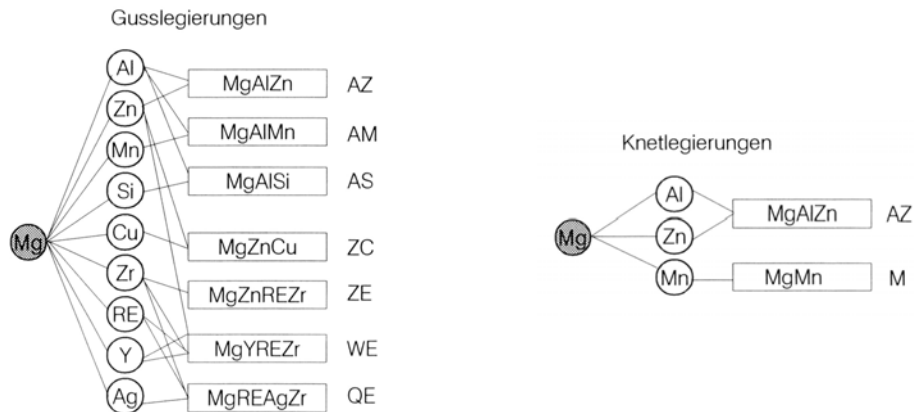 Gusslegierungen
Mg
Al
Zn
Mn
Si
Cu
Zr
RE
Y
Ag
MgAlZn AZ
MgAlMn AM
MgAlSi AS
MgZnCu ZC
MgZnREZr ZE
MgYREZr WE
MgREAgZr QE
Knetlegierungen
Mg
Al
Zn
Mn
MgAlZn AZ
MgMn M